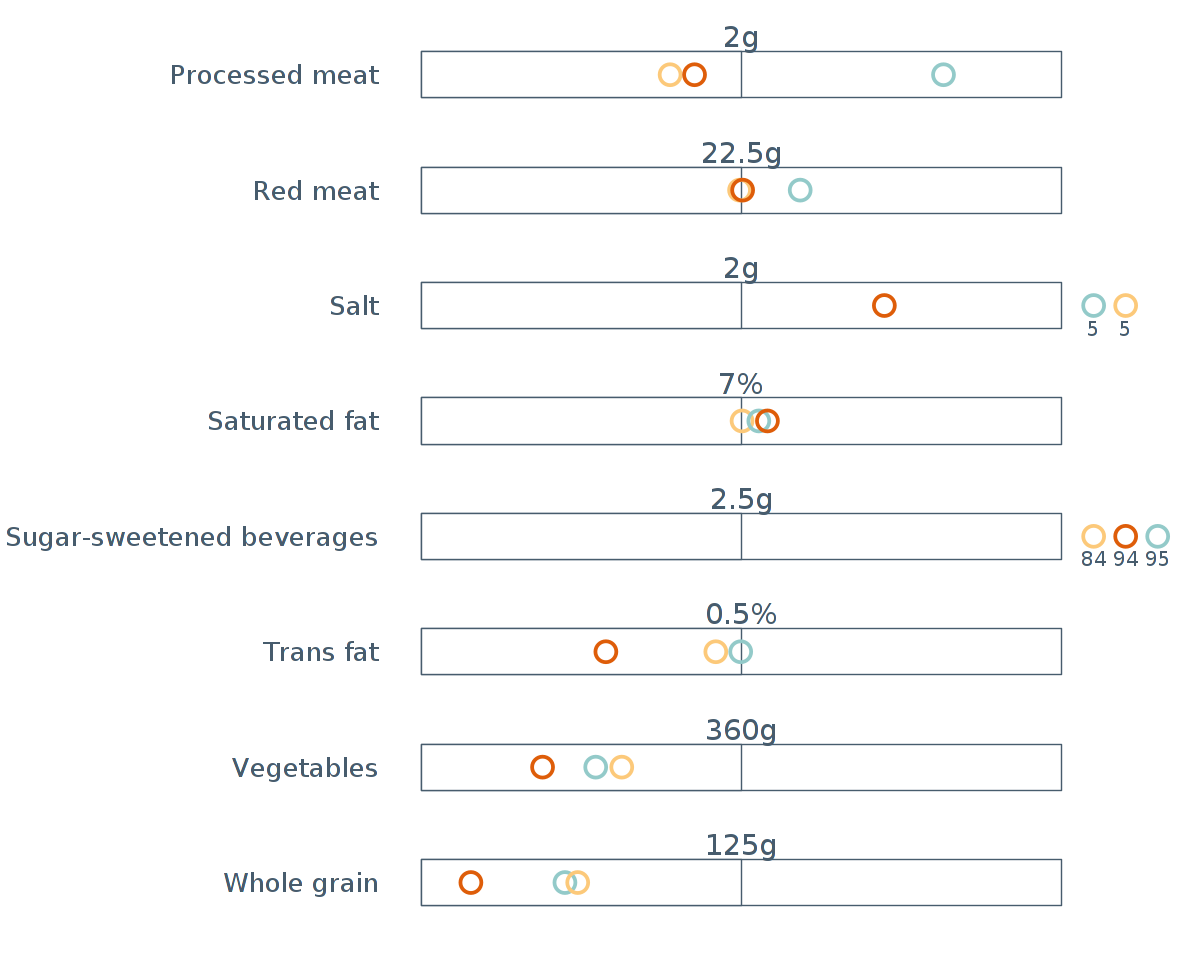 2g
Processed meat
22.5g
Red meat
2g
Salt
5 5
7%
Saturated fat
2.5g
Sugar-sweetened beverages
84 94 95
0.5%
Trans fat
360g
Vegetables
125g
Whole grain